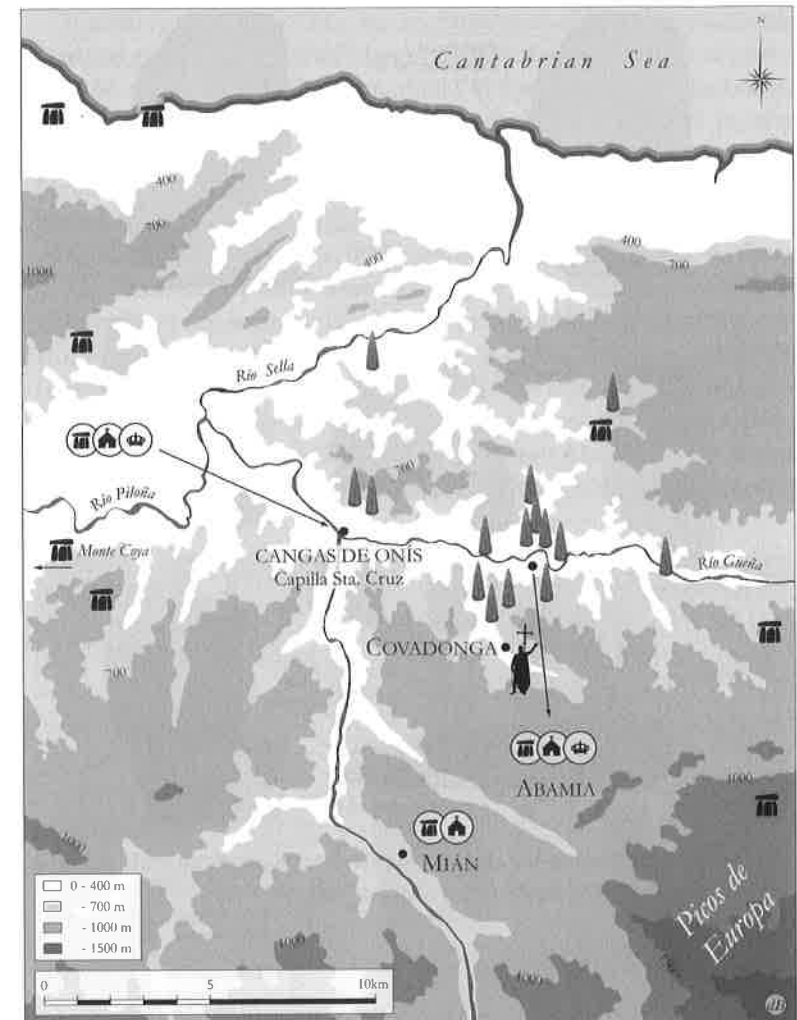 N
Cantabrian Sea
400
700
1000
400
400
700
Río Sella
700
Río Piloña
Monte Coya
CANGAS DE ONÍS
Capilla Sta. Cruz
Río Gueña
COVADONGA
700
ABAMIA
1000
MIÁN
1000
Picos de
Europa
0 - 400 m
- 700 m
- 1000 m
- 1500 m
1000
1000
0 5 10km